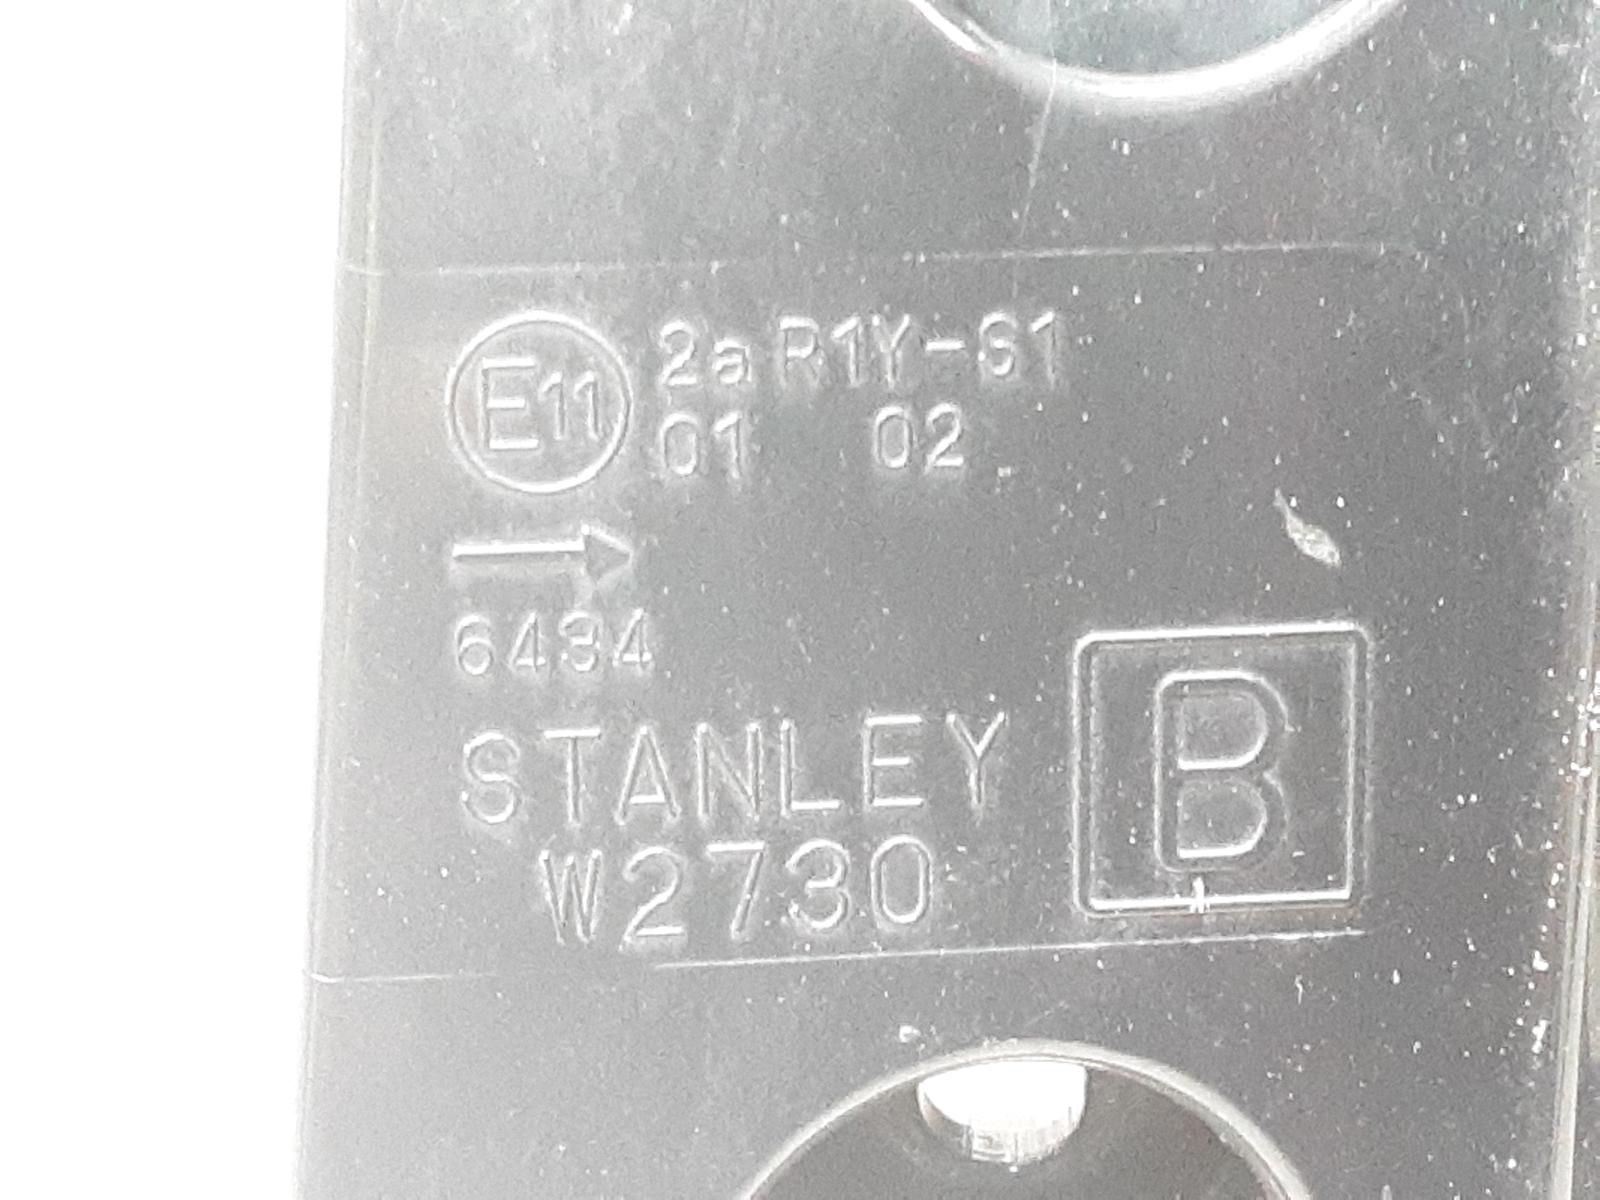 E11 2a R1Y-S1
01 02
→
6434
STANLEY
W2730
B